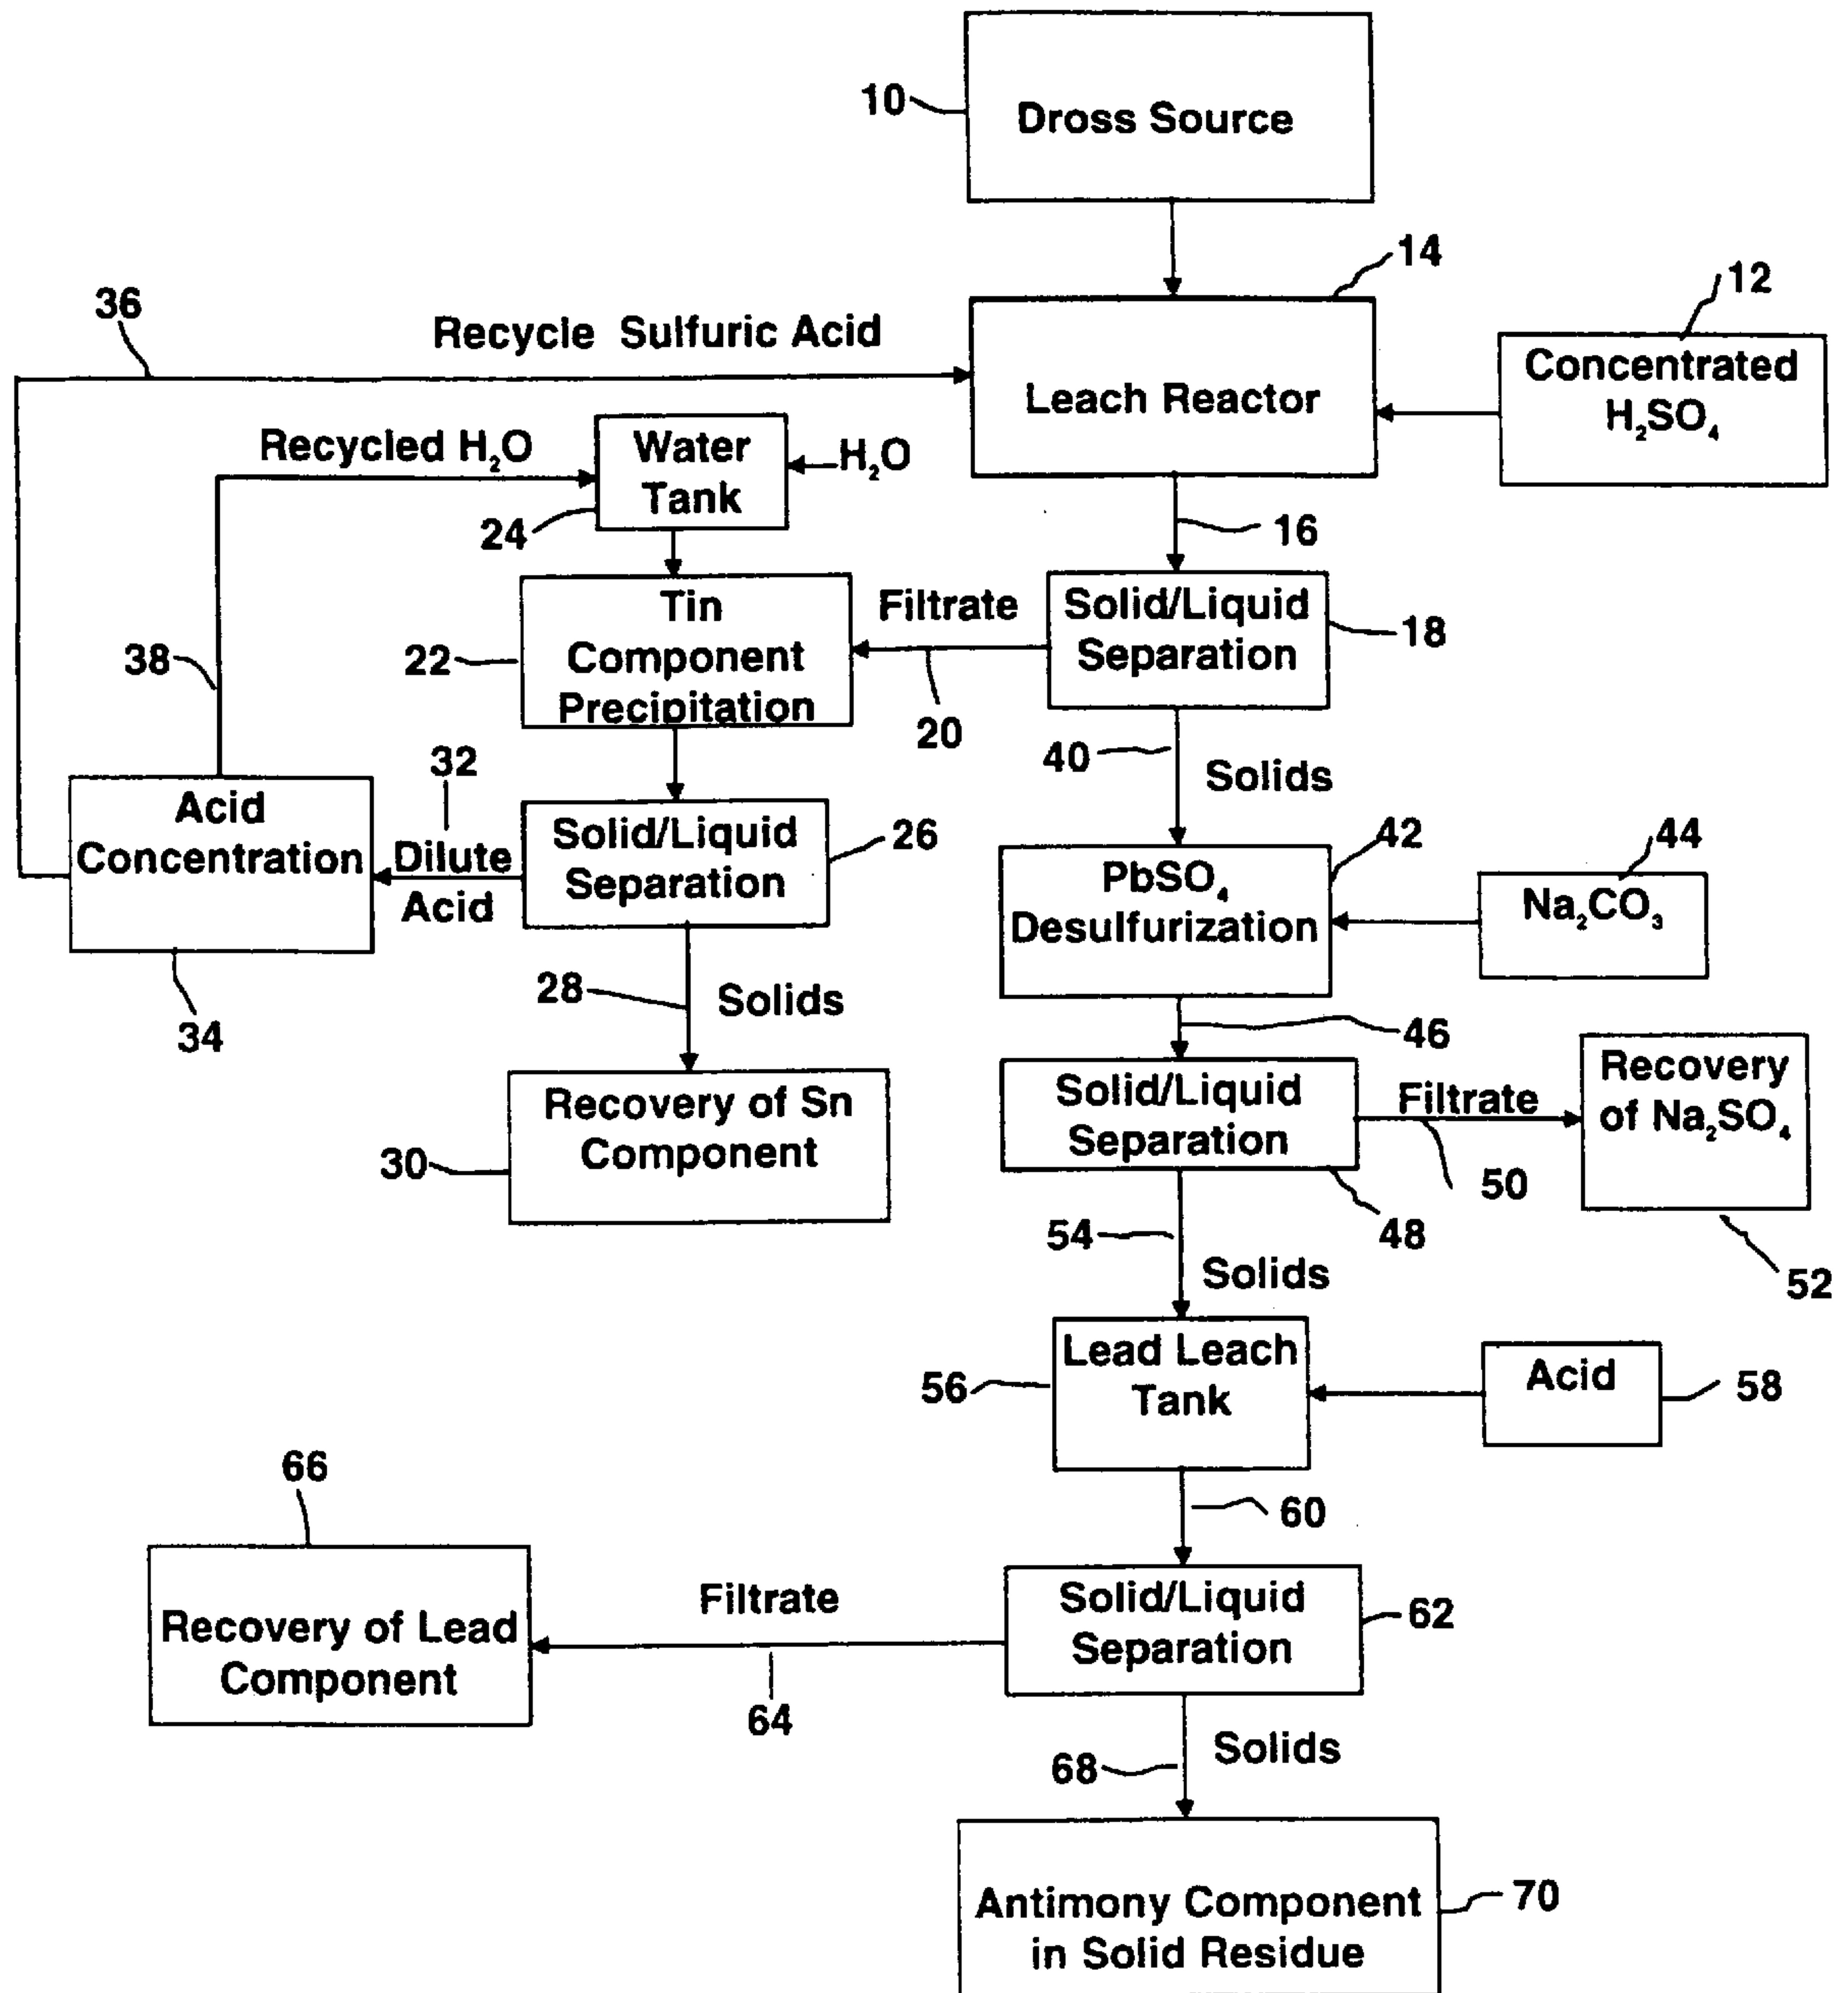 10
Dross Source
14
12
36
Recycle Sulfuric Acid
Leach Reactor
Concentrated
H₂SO₄
Recycled H₂O
Water
Tank
H₂O
24
16
Tin
Component
Precipitation
22
Filtrate
20
Solid/Liquid
Separation
18
38
40
Solids
32
Acid
Concentration
Dilute
Acid
Solid/Liquid
Separation
26
42
PbSO₄
Desulfurization
44
Na₂CO₃
34
28
Solids
46
Recovery of Sn
Component
30
Solid/Liquid
Separation
Filtrate
50
Recovery
of Na₂SO₄
48
52
54
Solids
Lead Leach
Tank
56
Acid
58
60
66
Recovery of Lead
Component
Filtrate
64
Solid/Liquid
Separation
62
68
Solids
Antimony Component
in Solid Residue
70